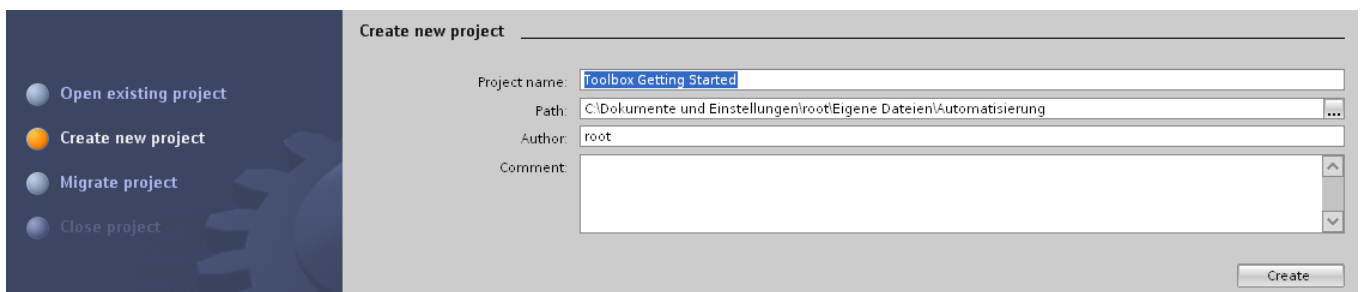 Open existing project
Create new project
Migrate project
Close project
Create new project
Project name: Toolbox Getting Started
Path: C:\Dokumente und Einstellungen\root\Eigene Dateien\Automatisierung ...
Author: root
Comment:
Create